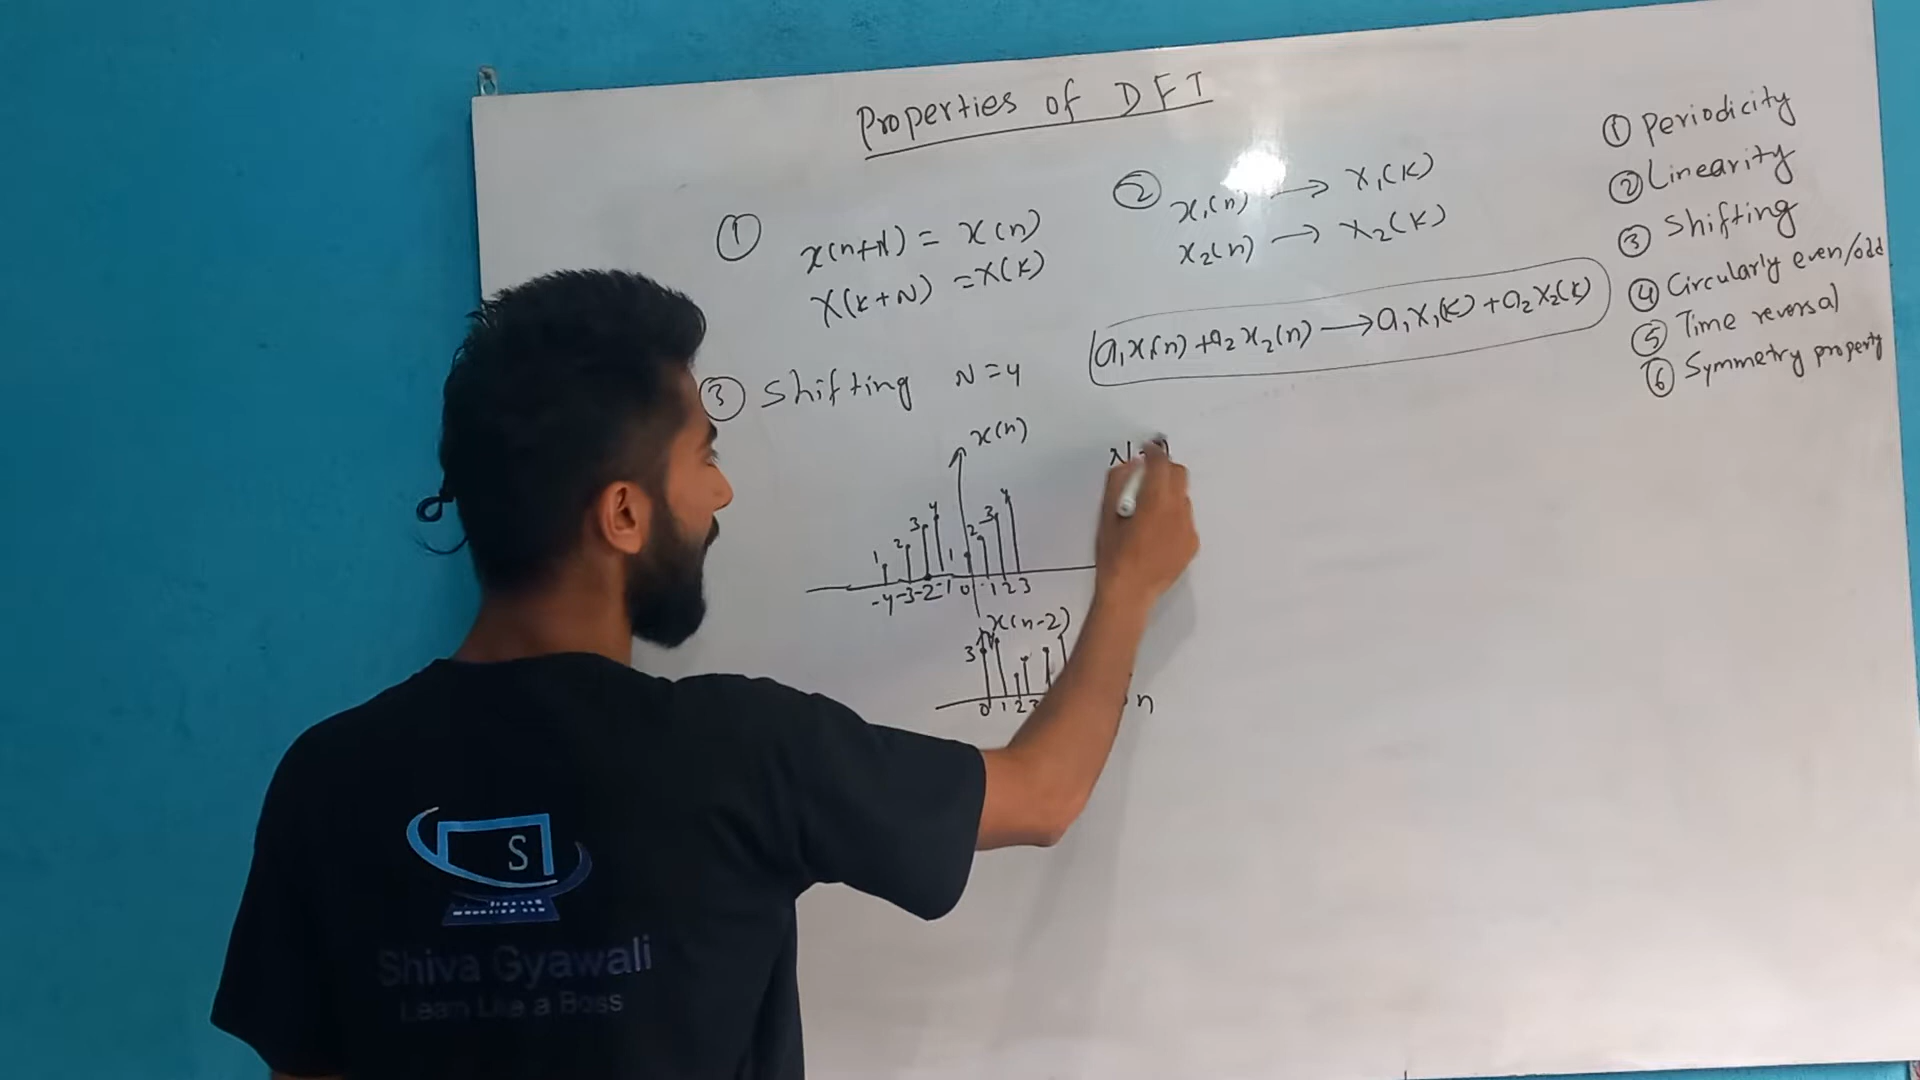 Properties of DFT
① x(n+N) = x(n)
X(K+N) = X(K)
② x₁(n) → X₁(K)
x₂(n) → X₂(K)
a₁x₁(n) + a₂x₂(n) → a₁X₁(K) + a₂X₂(K)
③ Shifting N=4
x(n)
1 2 3 4 1 2 3 4
-4 -3 -2 -1 0 1 2 3
x(n-2)
3
0 1 2 3
n
① Periodicity
② Linearity
③ Shifting
④ Circularly even/odd
⑤ Time reversal
⑥ Symmetry property
S
Shiva Gyawali
Learn Like a Boss